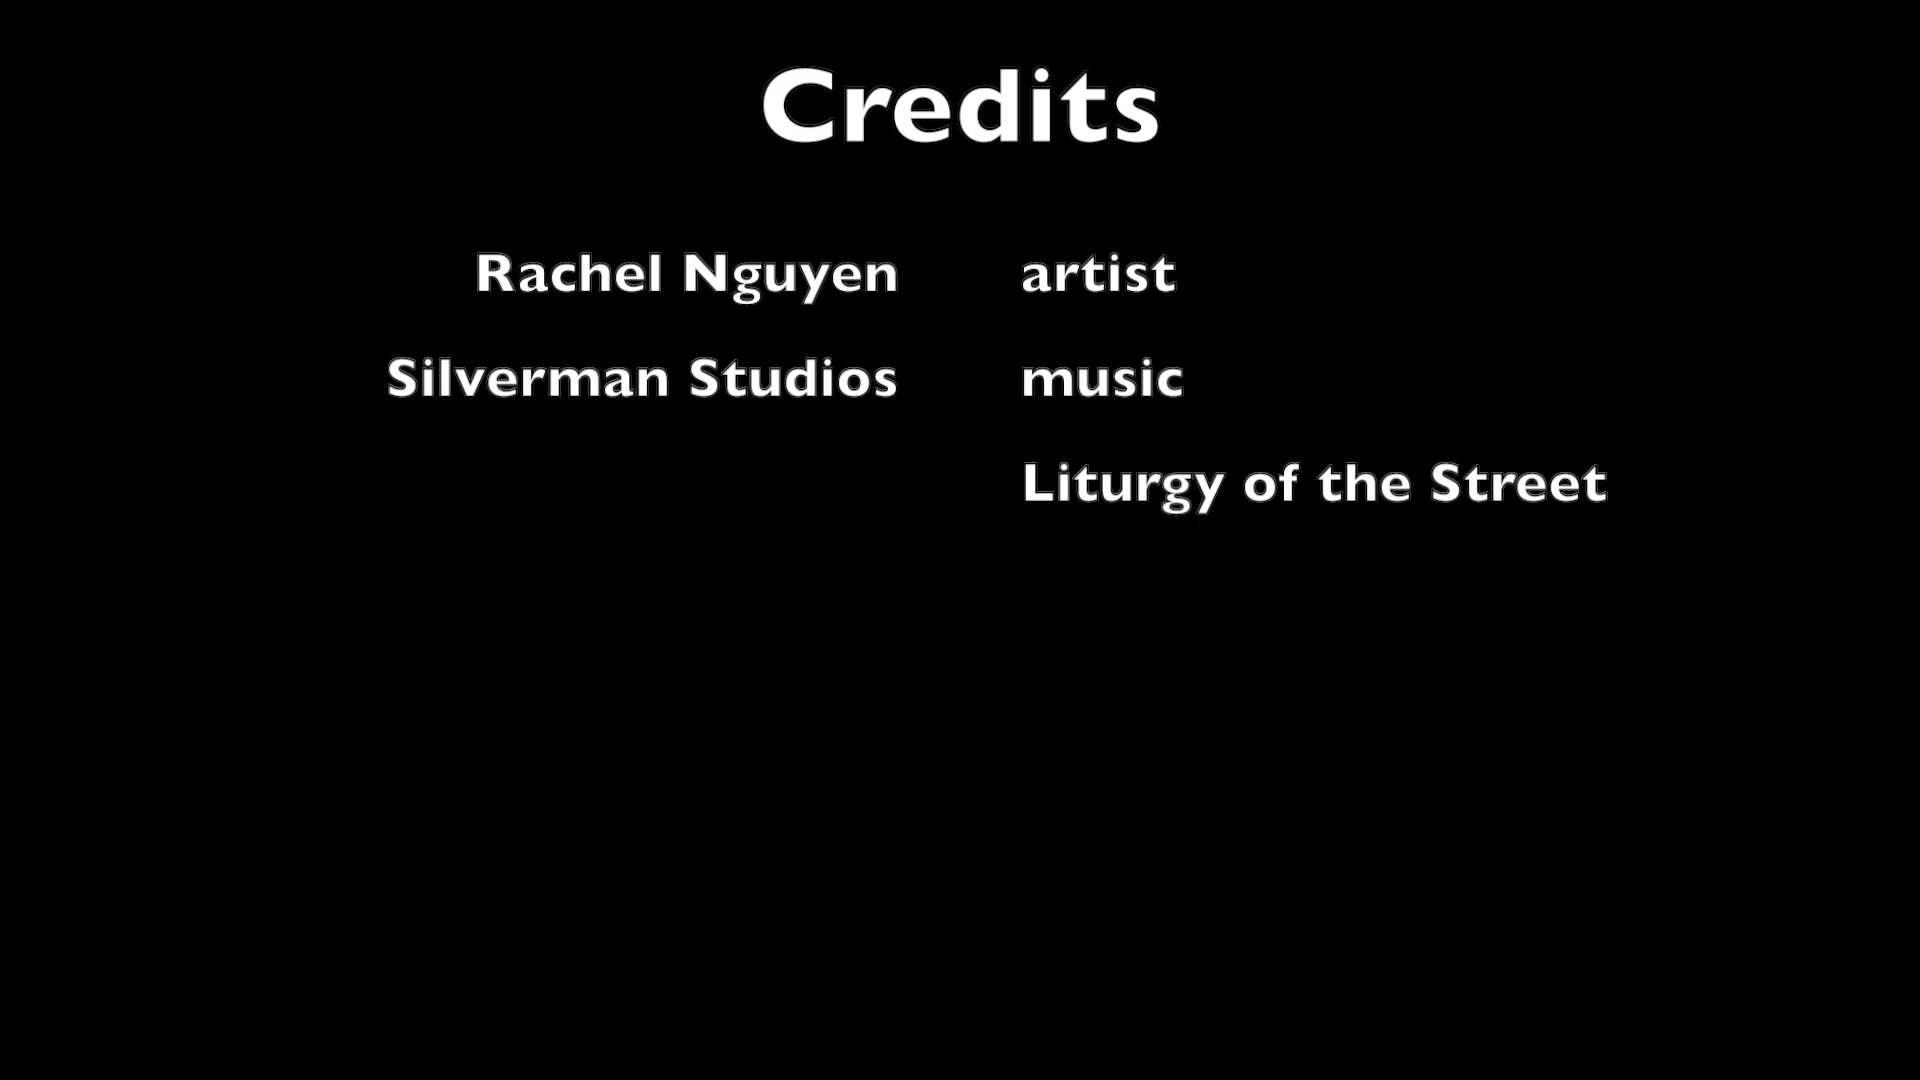 Credits
Rachel Nguyen artist
Silverman Studios music
Liturgy of the Street